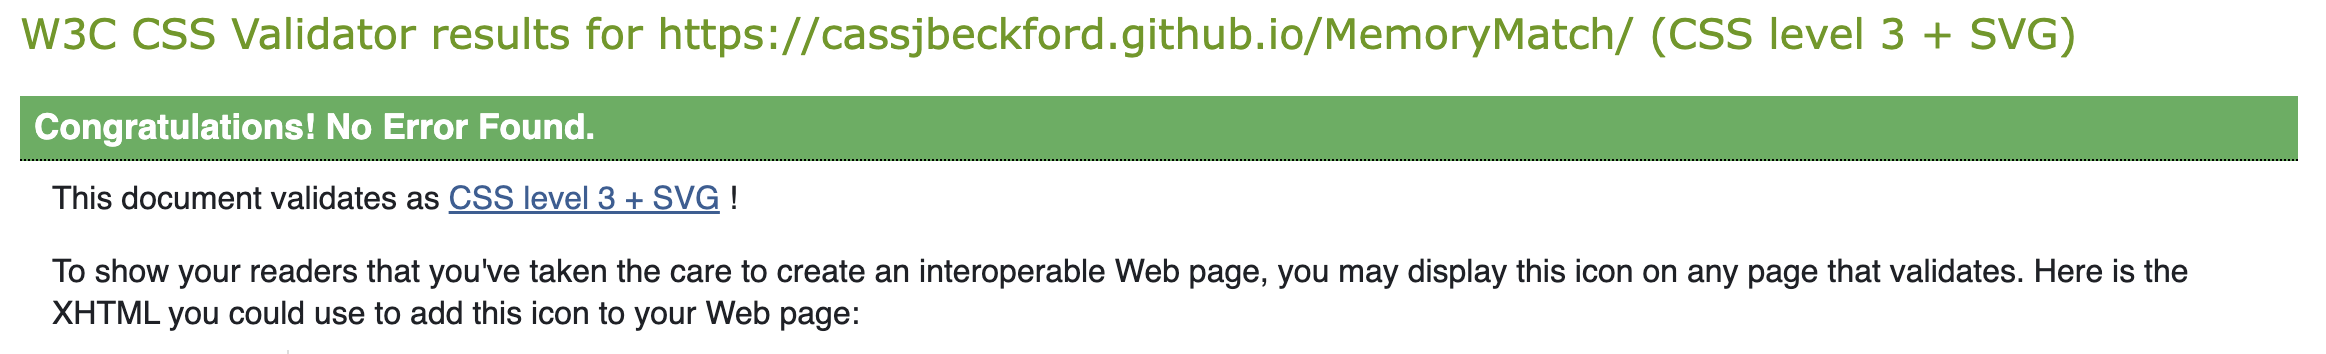 W3C CSS Validator results for https://cassjbeckford.github.io/MemoryMatch/ (CSS level 3 + SVG)
Congratulations! No Error Found.
This document validates as CSS level 3 + SVG !
To show your readers that you've taken the care to create an interoperable Web page, you may display this icon on any page that validates. Here is the
XHTML you could use to add this icon to your Web page: